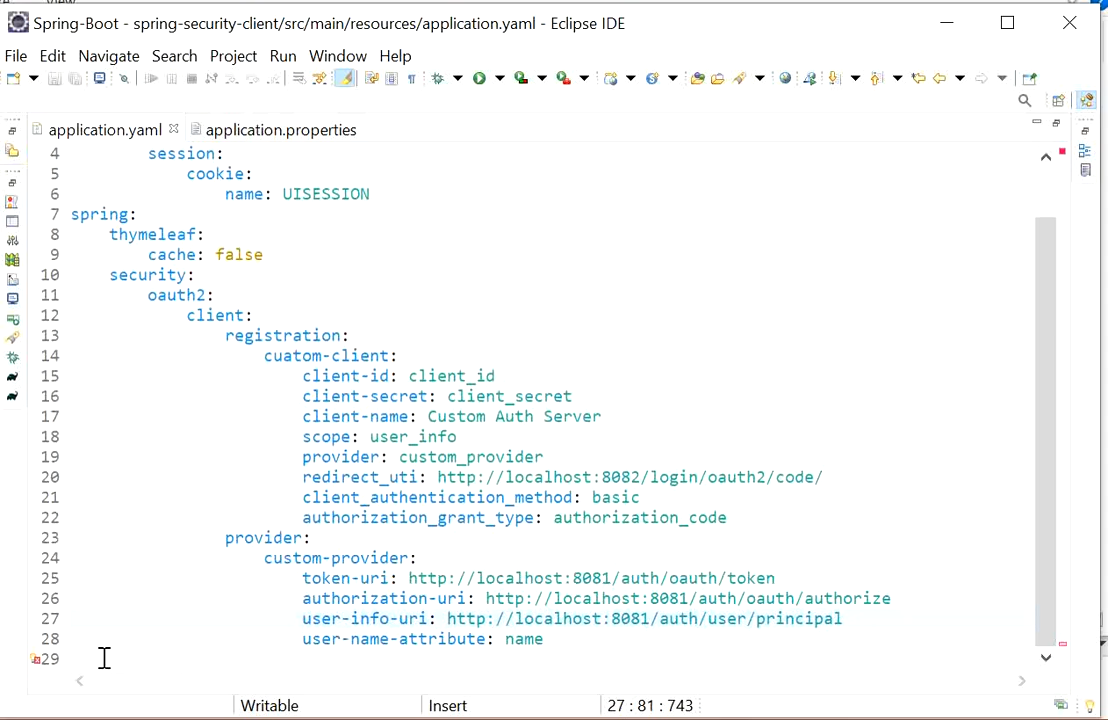 Spring-Boot - spring-security-client/src/main/resources/application.yaml - Eclipse IDE
File Edit Navigate Search Project Run Window Help
application.yaml application.properties
4 session:
5 cookie:
6 name: UISESSION
7 spring:
8 thymeleaf:
9 cache: false
10 security:
11 oauth2:
12 client:
13 registration:
14 cuatom-client:
15 client-id: client_id
16 client-secret: client_secret
17 client-name: Custom Auth Server
18 scope: user_info
19 provider: custom_provider
20 redirect_uti: http://localhost:8082/login/oauth2/code/
21 client_authentication_method: basic
22 authorization_grant_type: authorization_code
23 provider:
24 custom-provider:
25 token-uri: http://localhost:8081/auth/oauth/token
26 authorization-uri: http://localhost:8081/auth/oauth/authorize
27 user-info-uri: http://localhost:8081/auth/user/principal
28 user-name-attribute: name
29
Writable Insert 27 : 81 : 743